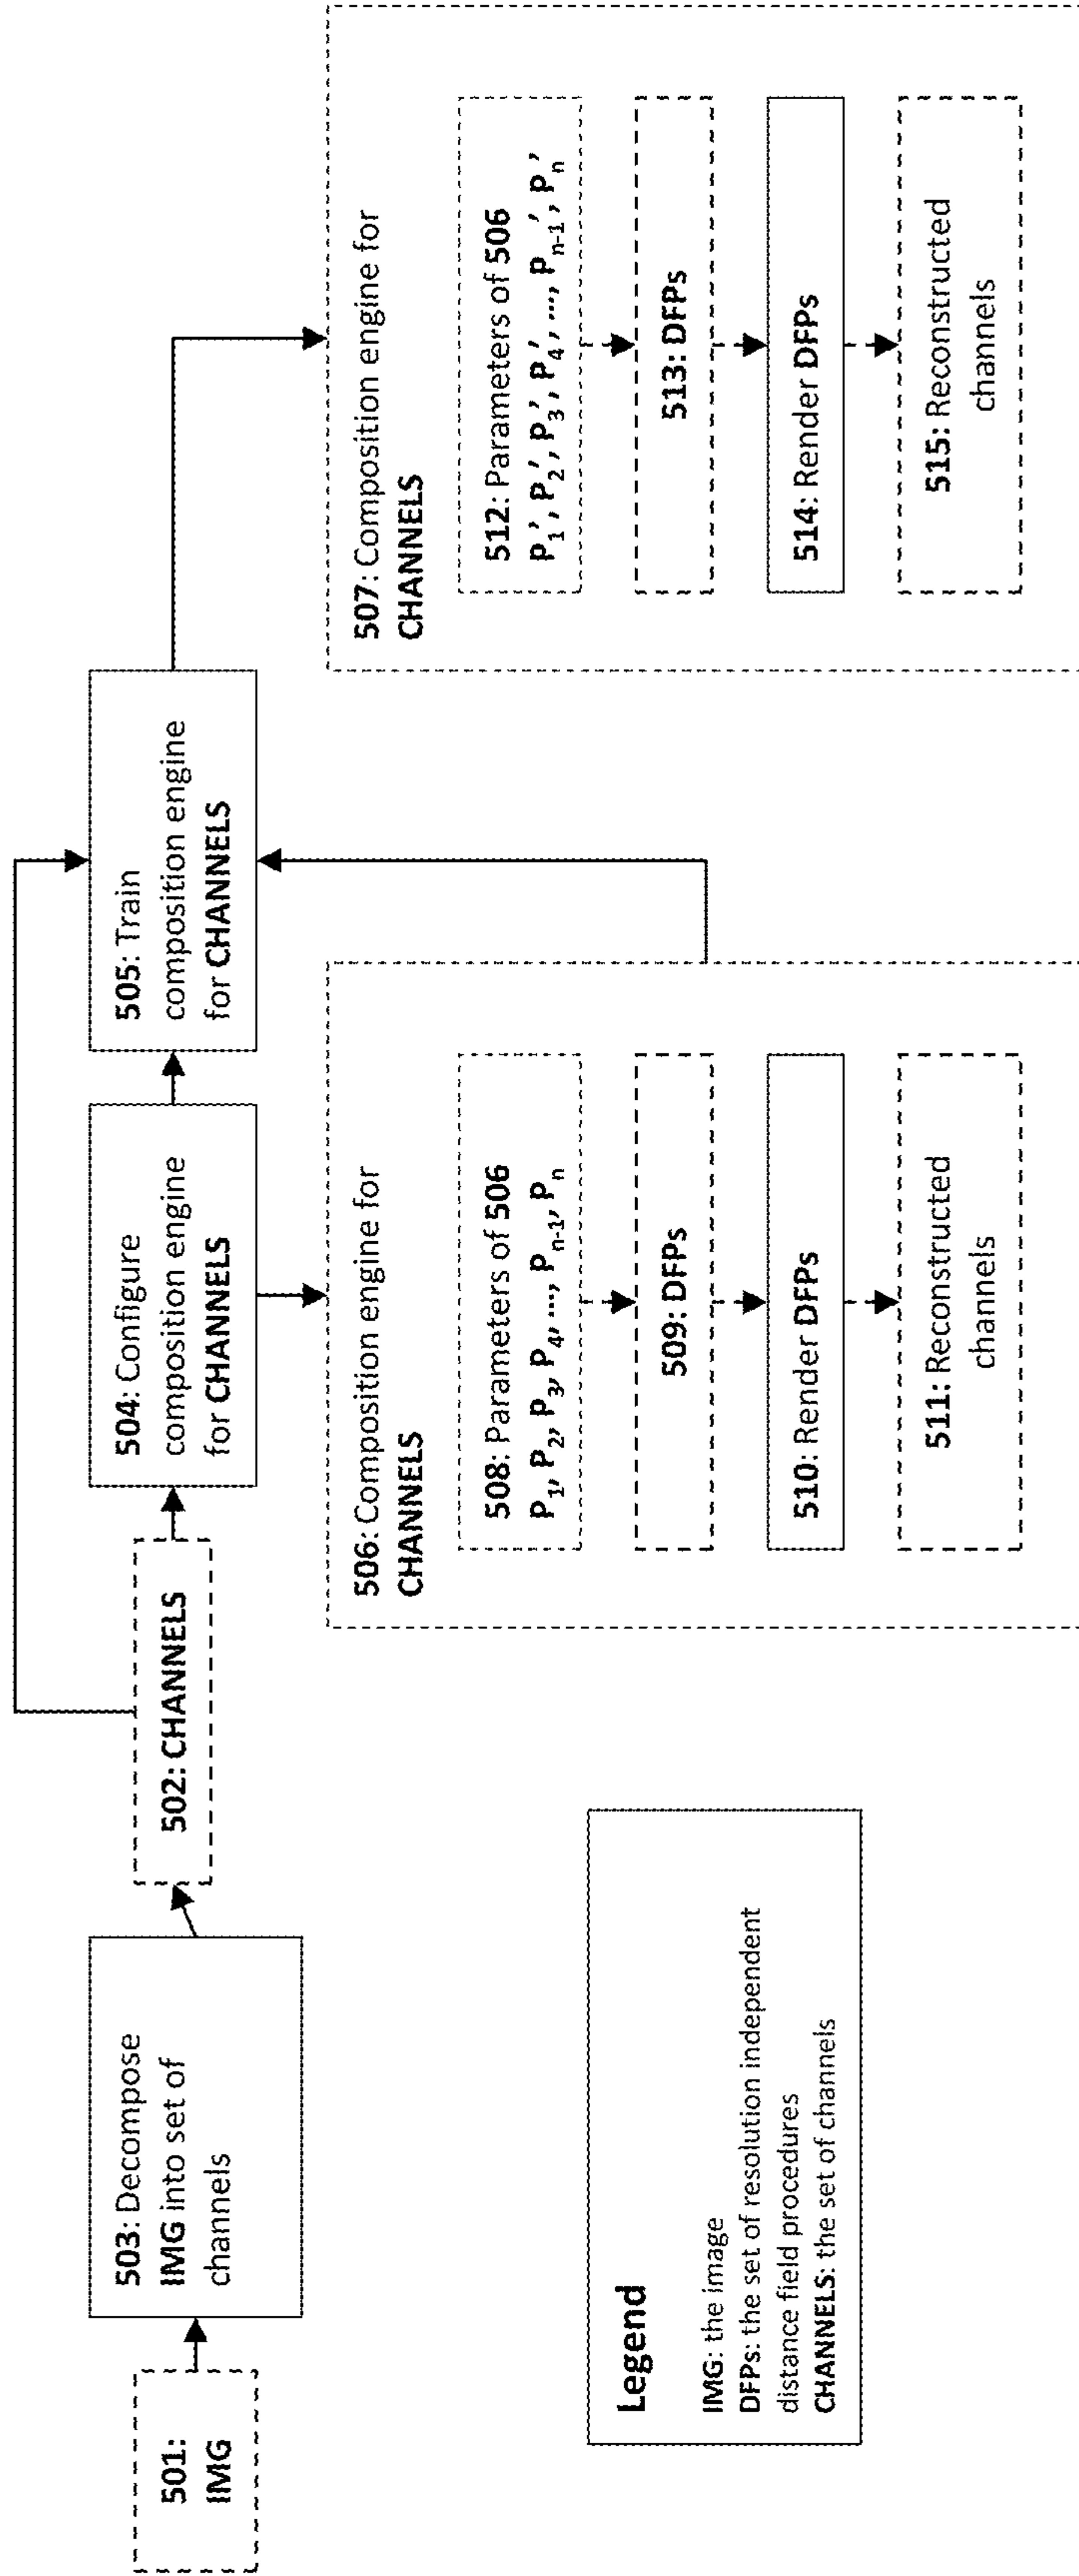 501:
IMG
503: Decompose
IMG into set of
channels
502: CHANNELS
504: Configure
composition engine
for CHANNELS
505: Train
composition engine
for CHANNELS
506: Composition engine for
CHANNELS
508: Parameters of 506
P₁, P₂, P₃, P₄, ..., Pₙ₋₁, Pₙ
509: DFPs
510: Render DFPs
511: Reconstructed
channels
507: Composition engine for
CHANNELS
512: Parameters of 506
P₁', P₂', P₃', P₄', ..., Pₙ₋₁', Pₙ'
513: DFPs
514: Render DFPs
515: Reconstructed
channels
Legend
IMG: the image
DFPs: the set of resolution independent
distance field procedures
CHANNELS: the set of channels